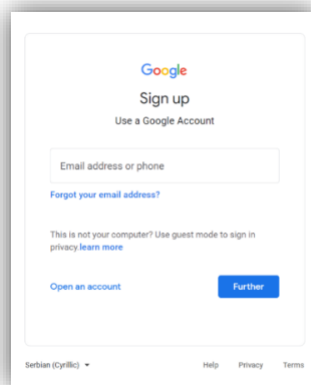 Google
Sign up
Use a Google Account
Email address or phone
Forgot your email address?
This is not your computer? Use guest mode to sign in
privacy.learn more
Open an account Further
Serbian (Cyrillic) Help Privacy Terms